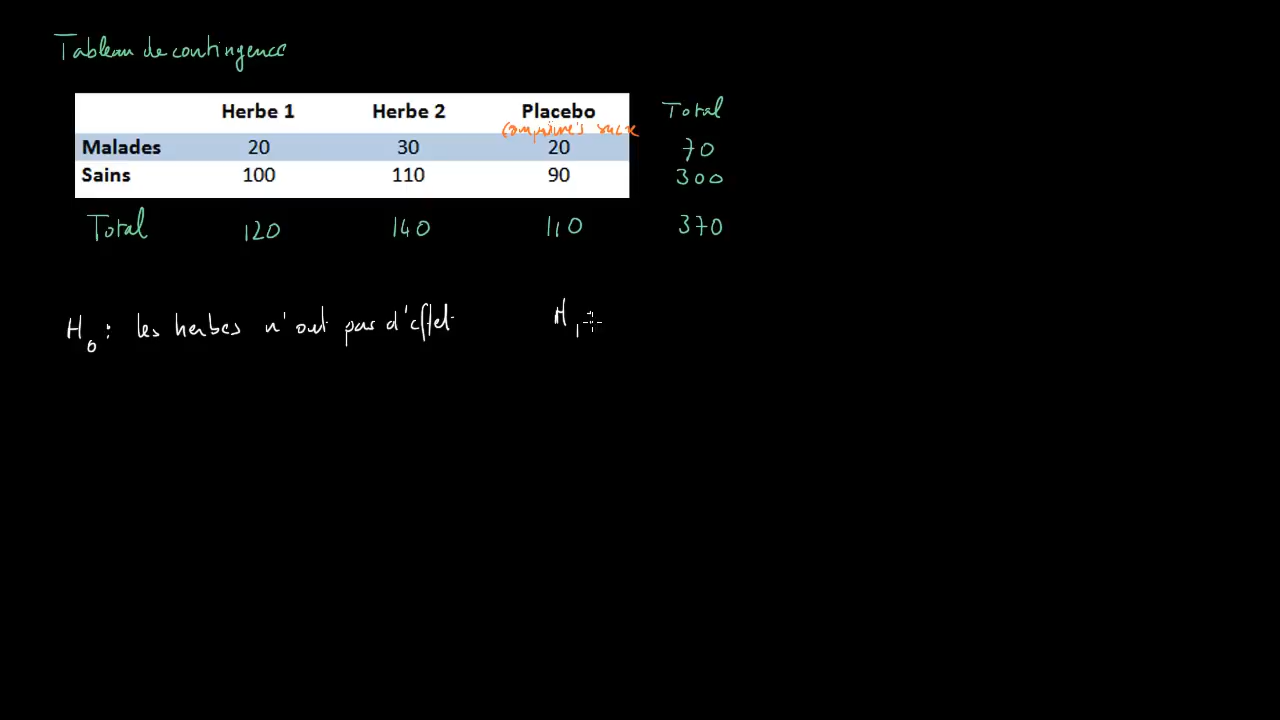 Tableau de contingence
Herbe 1 Herbe 2 Placebo Total
comprimés sucre
Malades 20 30 20 70
Sains 100 110 90 300
Total 120 140 110 370
H0 : les herbes n'ont pas d'effet H1